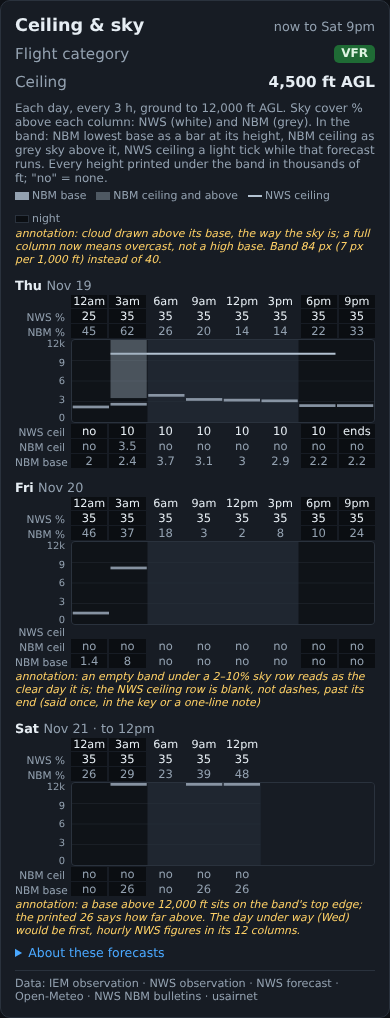 Ceiling & sky now to Sat 9pm
Flight category VFR
Ceiling 4,500 ft AGL
Each day, every 3 h, ground to 12,000 ft AGL. Sky cover %
above each column: NWS (white) and NBM (grey). In the
band: NBM lowest base as a bar at its height, NBM ceiling as
grey sky above it, NWS ceiling a light tick while that forecast
runs. Every height printed under the band in thousands of
ft; "no" = none.
NBM base NBM ceiling and above NWS ceiling
night
annotation: cloud drawn above its base, the way the sky is; a full
column now means overcast, not a high base. Band 84 px (7 px
per 1,000 ft) instead of 40.
Thu Nov 19
12am 3am 6am 9am 12pm 3pm 6pm 9pm
NWS % 25 35 35 35 35 35 35 35
NBM % 45 62 26 20 14 14 22 33
12k
9
6
3
0
NWS ceil no 10 10 10 10 10 10 ends
NBM ceil no 3.5 no no no no no no
NBM base 2 2.4 3.7 3.1 3 2.9 2.2 2.2
Fri Nov 20
12am 3am 6am 9am 12pm 3pm 6pm 9pm
NWS % 35 35 35 35 35 35 35 35
NBM % 46 37 18 3 2 8 10 24
12k
9
6
3
0
NWS ceil
NBM ceil no no no no no no no no
NBM base 1.4 8 no no no no no no
annotation: an empty band under a 2–10% sky row reads as the
clear day it is; the NWS ceiling row is blank, not dashes, past its
end (said once, in the key or a one-line note)
Sat Nov 21 · to 12pm
12am 3am 6am 9am 12pm
NWS % 35 35 35 35 35
NBM % 26 29 23 39 48
12k
9
6
3
0
NBM ceil no no no no no
NBM base no 26 no 26 26
annotation: a base above 12,000 ft sits on the band's top edge;
the printed 26 says how far above. The day under way (Wed)
would be first, hourly NWS figures in its 12 columns.
About these forecasts
Data: IEM observation · NWS observation · NWS forecast ·
Open-Meteo · NWS NBM bulletins · usairnet